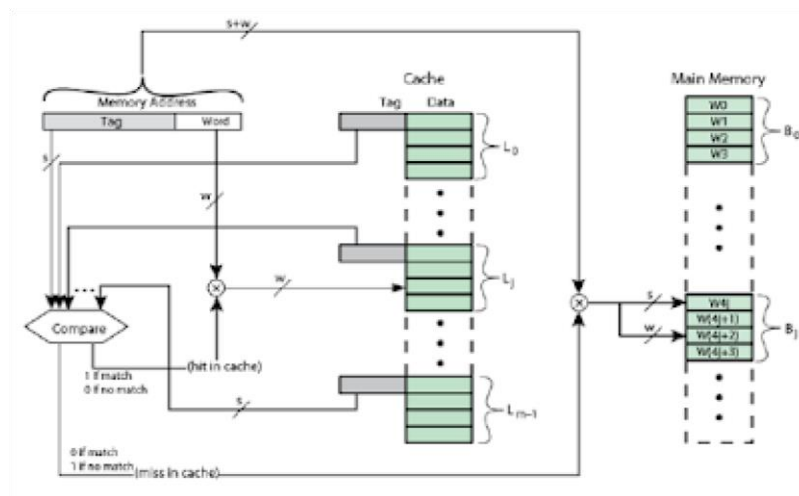 s+w
Cache
Main Memory
Memory Address
Tag Data
Tag Word
W0
W1
W2
W3
B0
L0
s
w
Lj
w
s
W4j
W(4j+1)
W(4j+2)
W(4j+3)
w
Bj
Compare
(hit in cache)
1 if match
0 if no match
s
Lm–1
0 if match
1 if no match
(miss in cache)